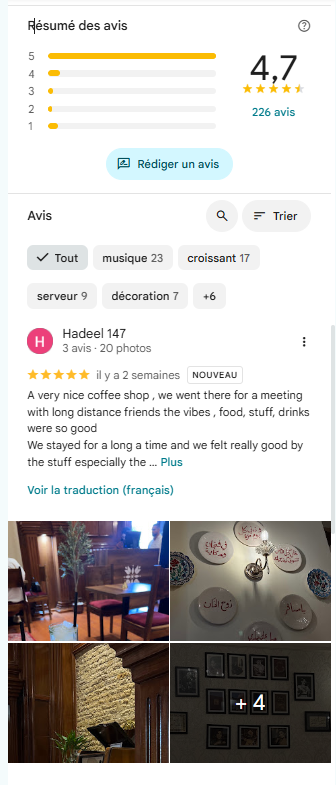 Résumé des avis
5
4
3
2
1
4,7
226 avis
Rédiger un avis
Avis
Trier
Tout
musique 23
croissant 17
serveur 9
décoration 7
+6
H
Hadeel 147
3 avis · 20 photos
il y a 2 semaines
NOUVEAU
A very nice coffee shop , we went there for a meeting
with long distance friends the vibes , food, stuff, drinks
were so good
We stayed for a long a time and we felt really good by
the stuff especially the ... Plus
Voir la traduction (français)
+ 4